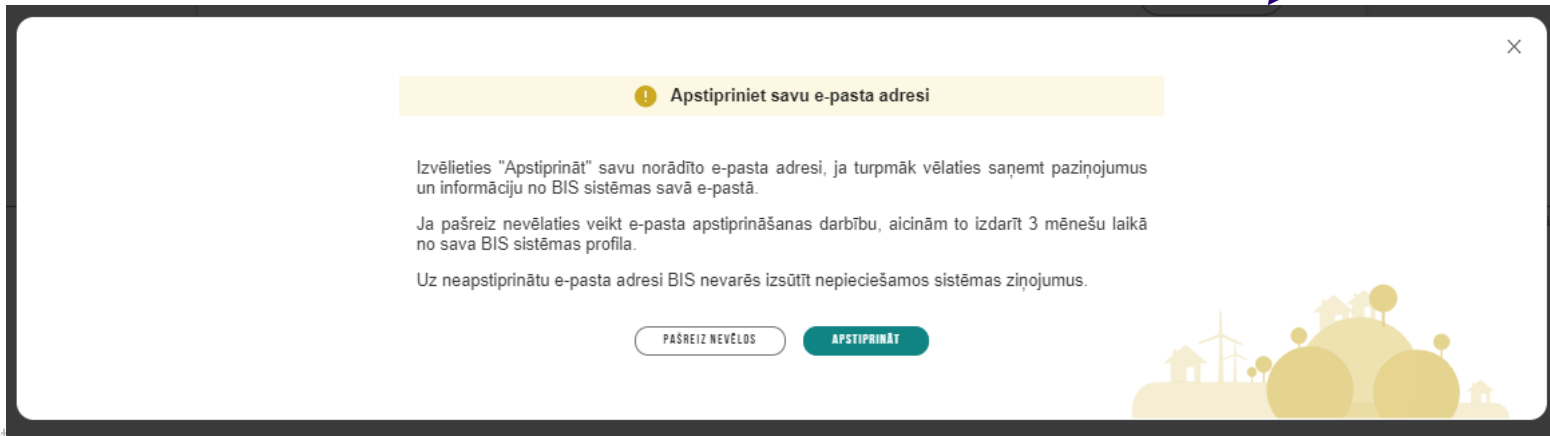 Apstipriniet savu e-pasta adresi
Izvēlieties "Apstiprināt" savu norādīto e-pasta adresi, ja turpmāk vēlaties saņemt paziņojumus
un informāciju no BIS sistēmas savā e-pastā.
Ja pašreiz nevēlaties veikt e-pasta apstiprināšanas darbību, aicinām to izdarīt 3 mēnešu laikā
no sava BIS sistēmas profila.
Uz neapstiprinātu e-pasta adresi BIS nevarēs izsūtīt nepieciešamos sistēmas ziņojumus.
PAŠREIZ NEVĒLOS
APSTIPRINĀT